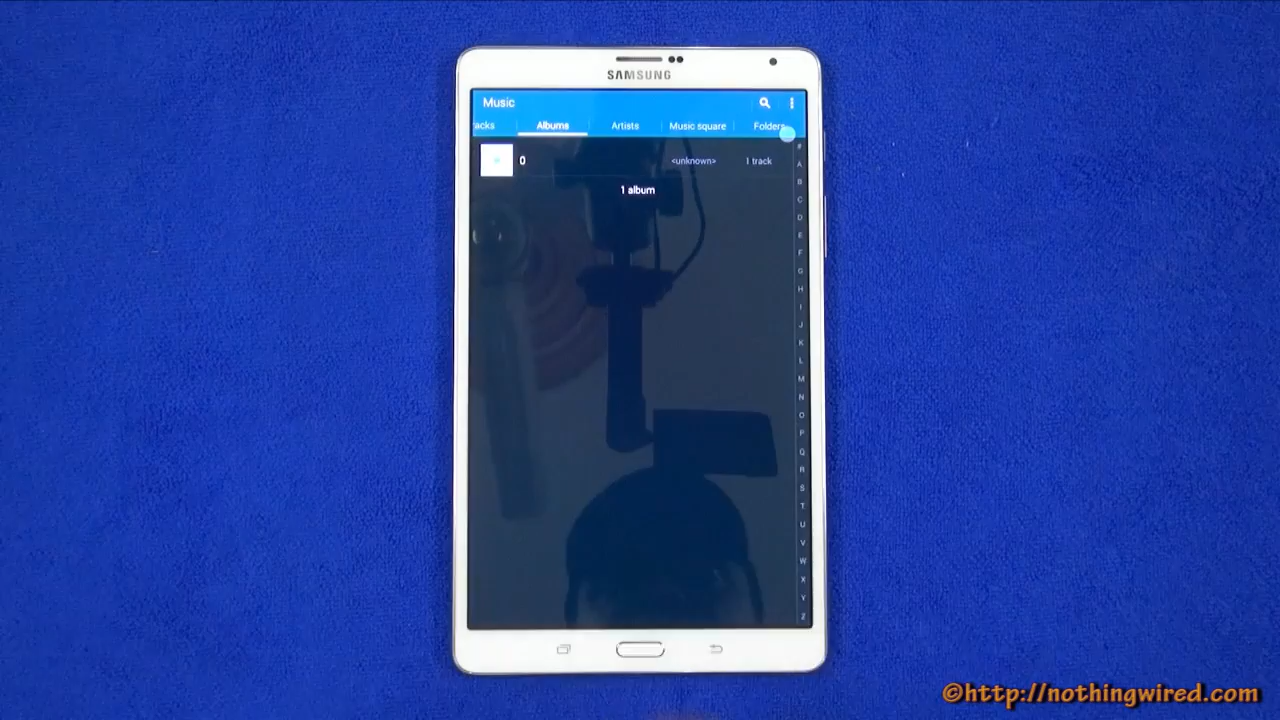 SAMSUNG
Music
acks Albums Artists Music square Folders
0 <unknown> 1 track
1 album
#
A
B
C
D
E
F
G
H
I
J
K
L
M
N
O
P
Q
R
S
T
U
V
W
X
Y
Z
©http://nothingwired.com